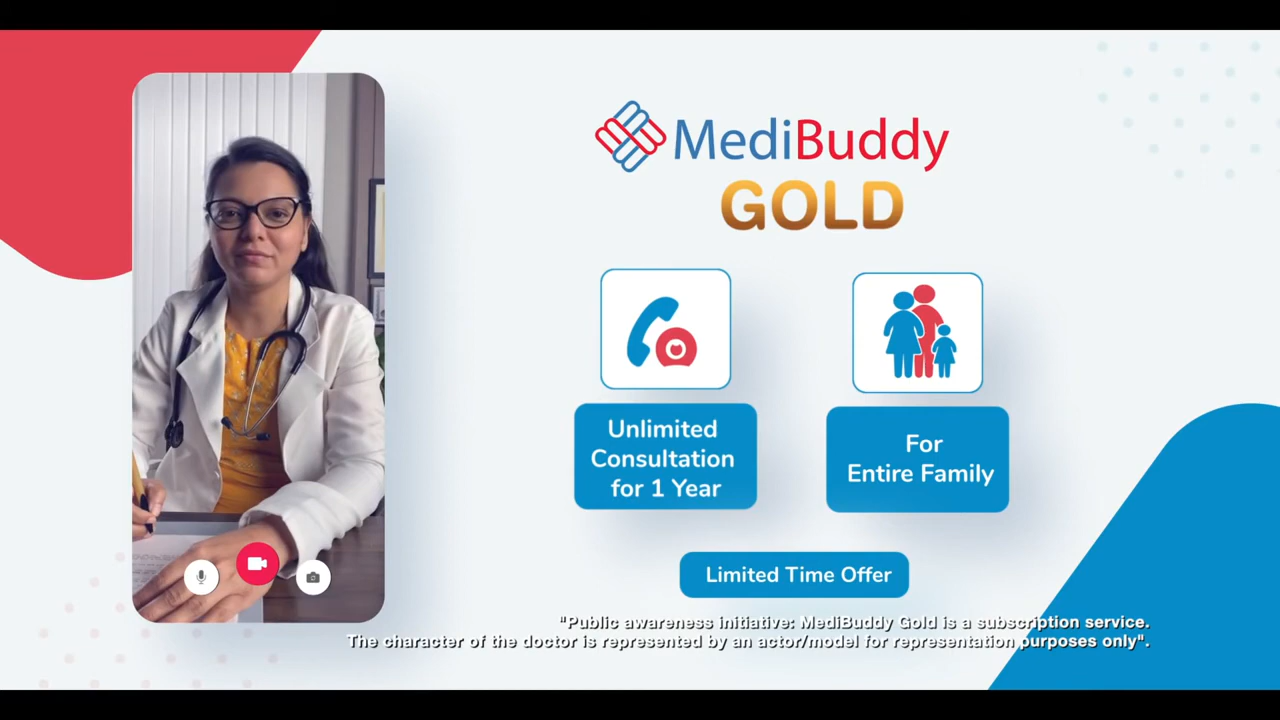 MediBuddy
GOLD
Unlimited
Consultation
for 1 Year
For
Entire Family
Limited Time Offer
"Public awareness initiative: MediBuddy Gold is a subscription service.
The character of the doctor is represented by an actor/model for representation purposes only".